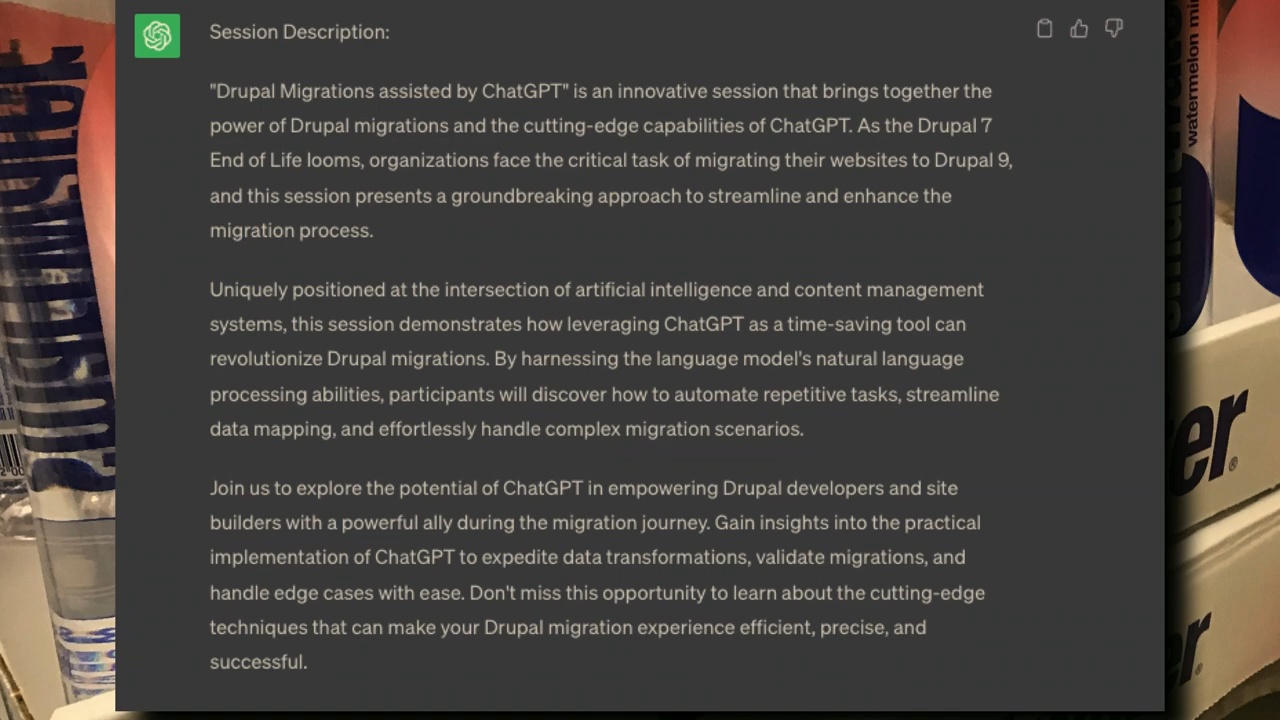 Session Description:
"Drupal Migrations assisted by ChatGPT" is an innovative session that brings together the
power of Drupal migrations and the cutting-edge capabilities of ChatGPT. As the Drupal 7
End of Life looms, organizations face the critical task of migrating their websites to Drupal 9,
and this session presents a groundbreaking approach to streamline and enhance the
migration process.
Uniquely positioned at the intersection of artificial intelligence and content management
systems, this session demonstrates how leveraging ChatGPT as a time-saving tool can
revolutionize Drupal migrations. By harnessing the language model's natural language
processing abilities, participants will discover how to automate repetitive tasks, streamline
data mapping, and effortlessly handle complex migration scenarios.
Join us to explore the potential of ChatGPT in empowering Drupal developers and site
builders with a powerful ally during the migration journey. Gain insights into the practical
implementation of ChatGPT to expedite data transformations, validate migrations, and
handle edge cases with ease. Don't miss this opportunity to learn about the cutting-edge
techniques that can make your Drupal migration experience efficient, precise, and
successful.
watermelon
er®
r®